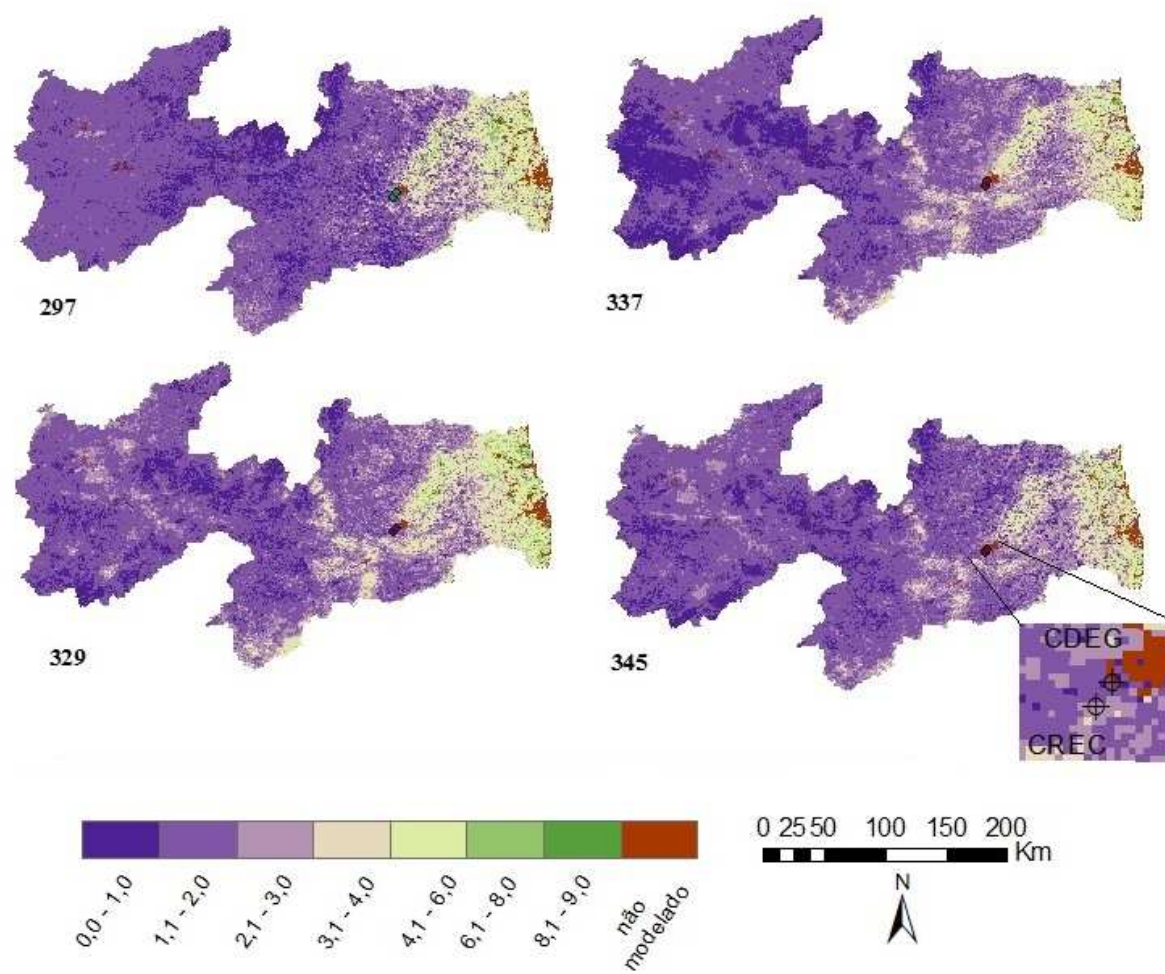 297
337
329
345
CDEG
CREC
0,0 - 1,0
1,1 - 2,0
2,1 - 3,0
3,1 - 4,0
4,1 - 6,0
6,1 - 8,0
8,1 - 9,0
não
modelado
0 25 50 100 150 200
Km
N